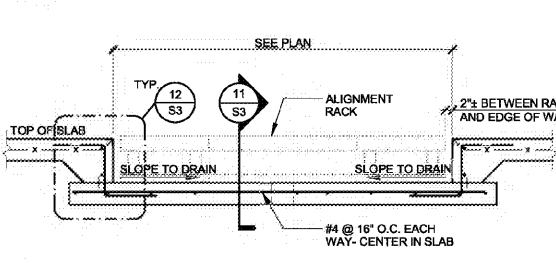 SEE PLAN
TYP.
12
S3
11
S3
ALIGNMENT
RACK
2"± BETWEEN
AND EDGE OF
TOP OF SLAB
SLOPE TO DRAIN
SLOPE TO DRAIN
#4 @ 16" O.C. EACH
WAY- CENTER IN SLAB